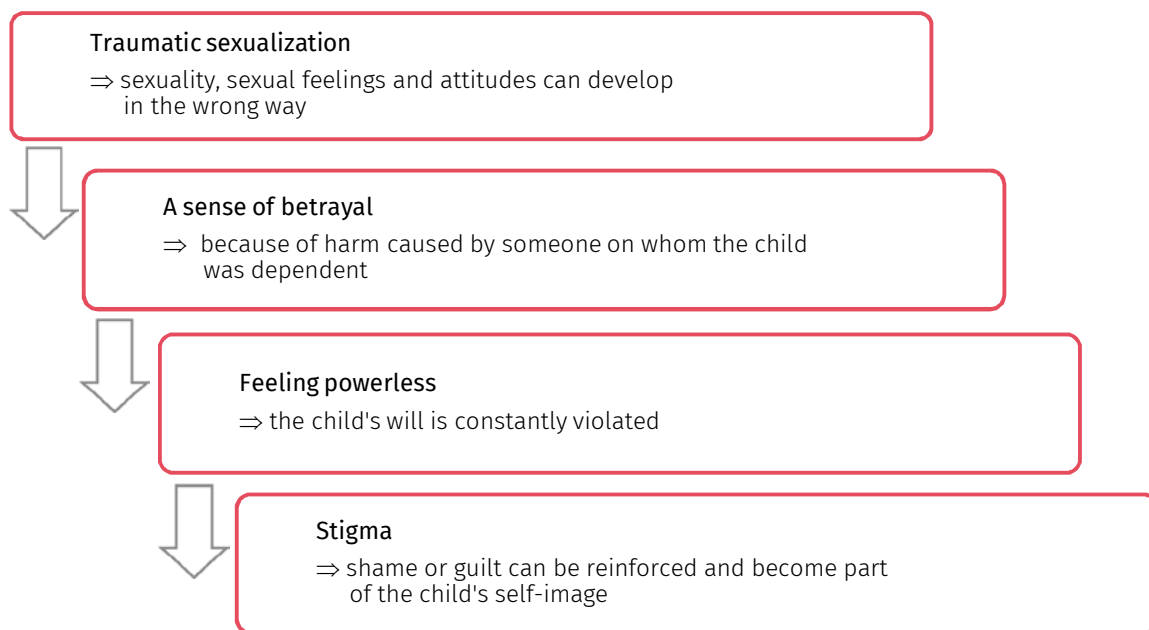 Traumatic sexualization
⇒ sexuality, sexual feelings and attitudes can develop
in the wrong way
A sense of betrayal
⇒ because of harm caused by someone on whom the child
was dependent
Feeling powerless
⇒ the child's will is constantly violated
Stigma
⇒ shame or guilt can be reinforced and become part
of the child's self-image